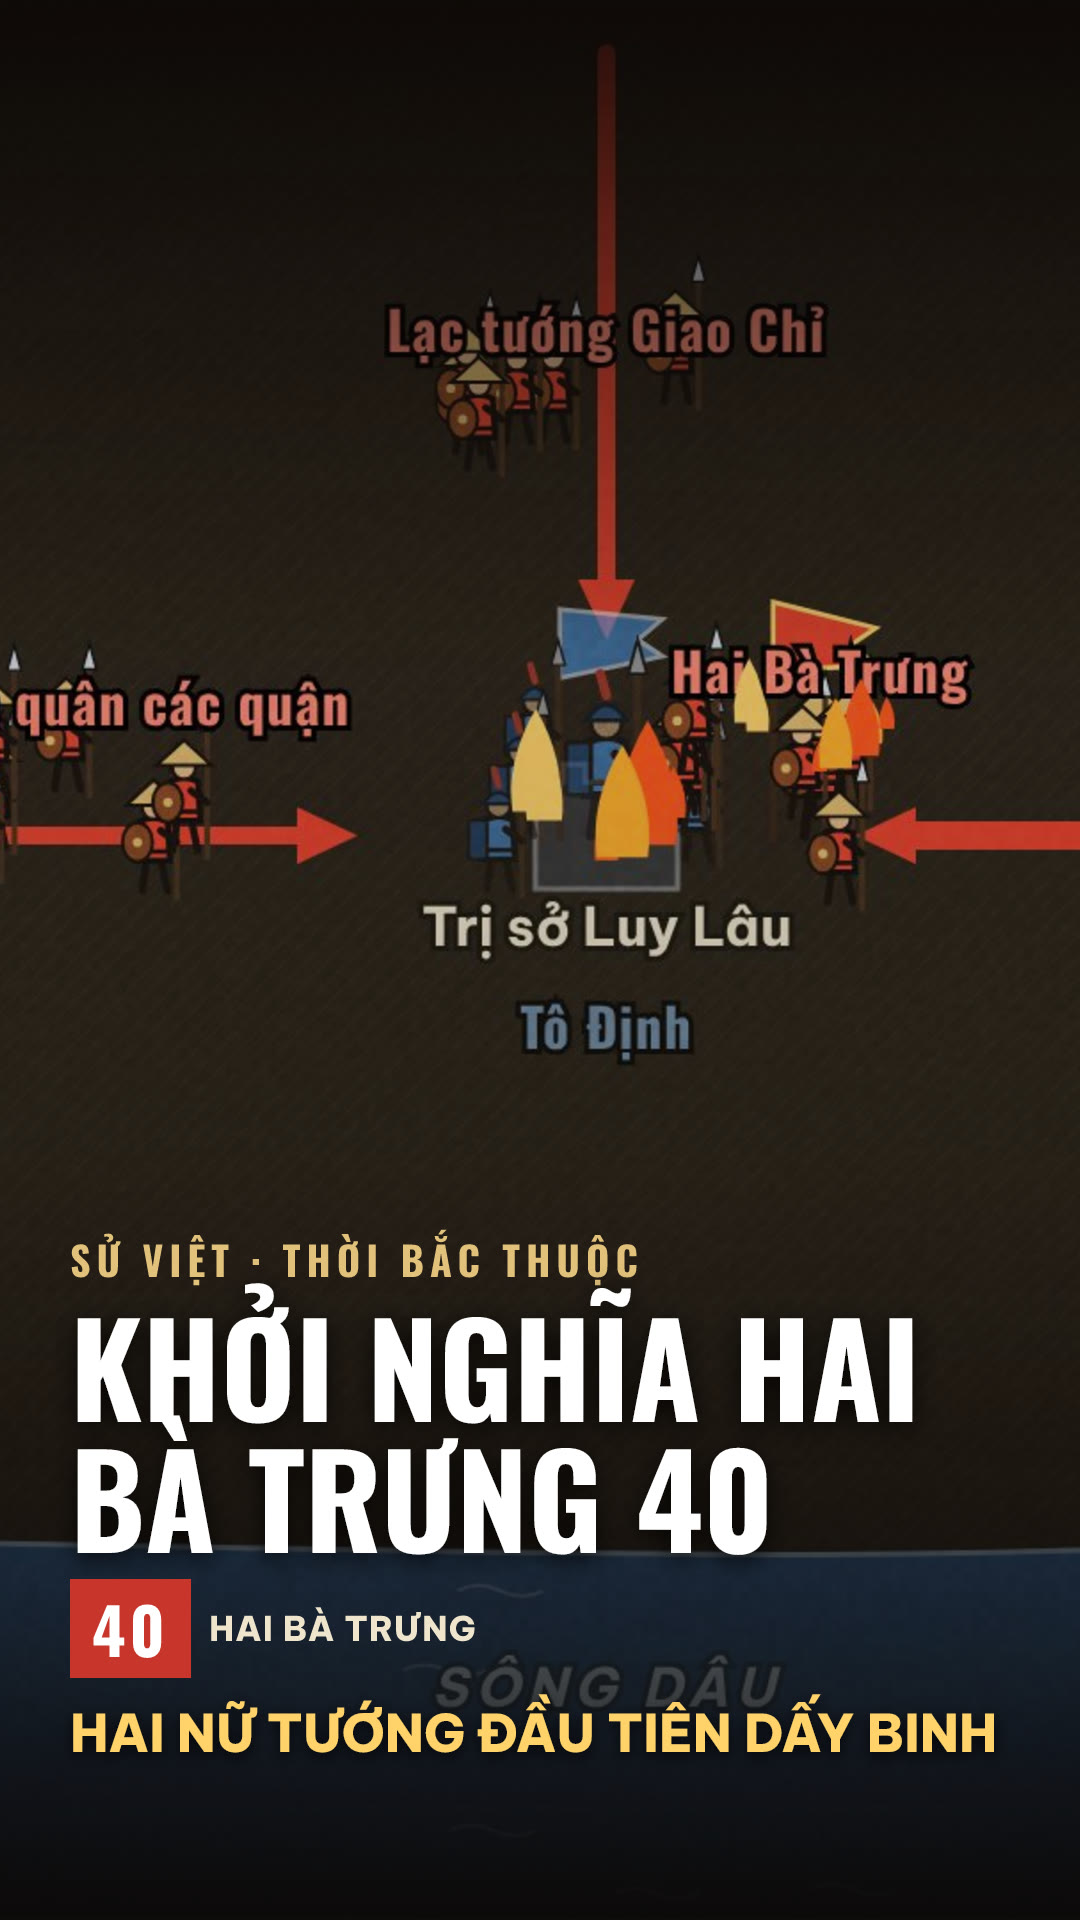 Lạc tướng Giao Chỉ
Hai Bà Trưng
quân các quận
Trị sở Luy Lâu
Tô Định
SỬ VIỆT · THỜI BẮC THUỘC
KHỞI NGHĨA HAI
BÀ TRƯNG 40
40 HAI BÀ TRƯNG
SÔNG DÂU
HAI NỮ TƯỚNG ĐẦU TIÊN DẤY BINH